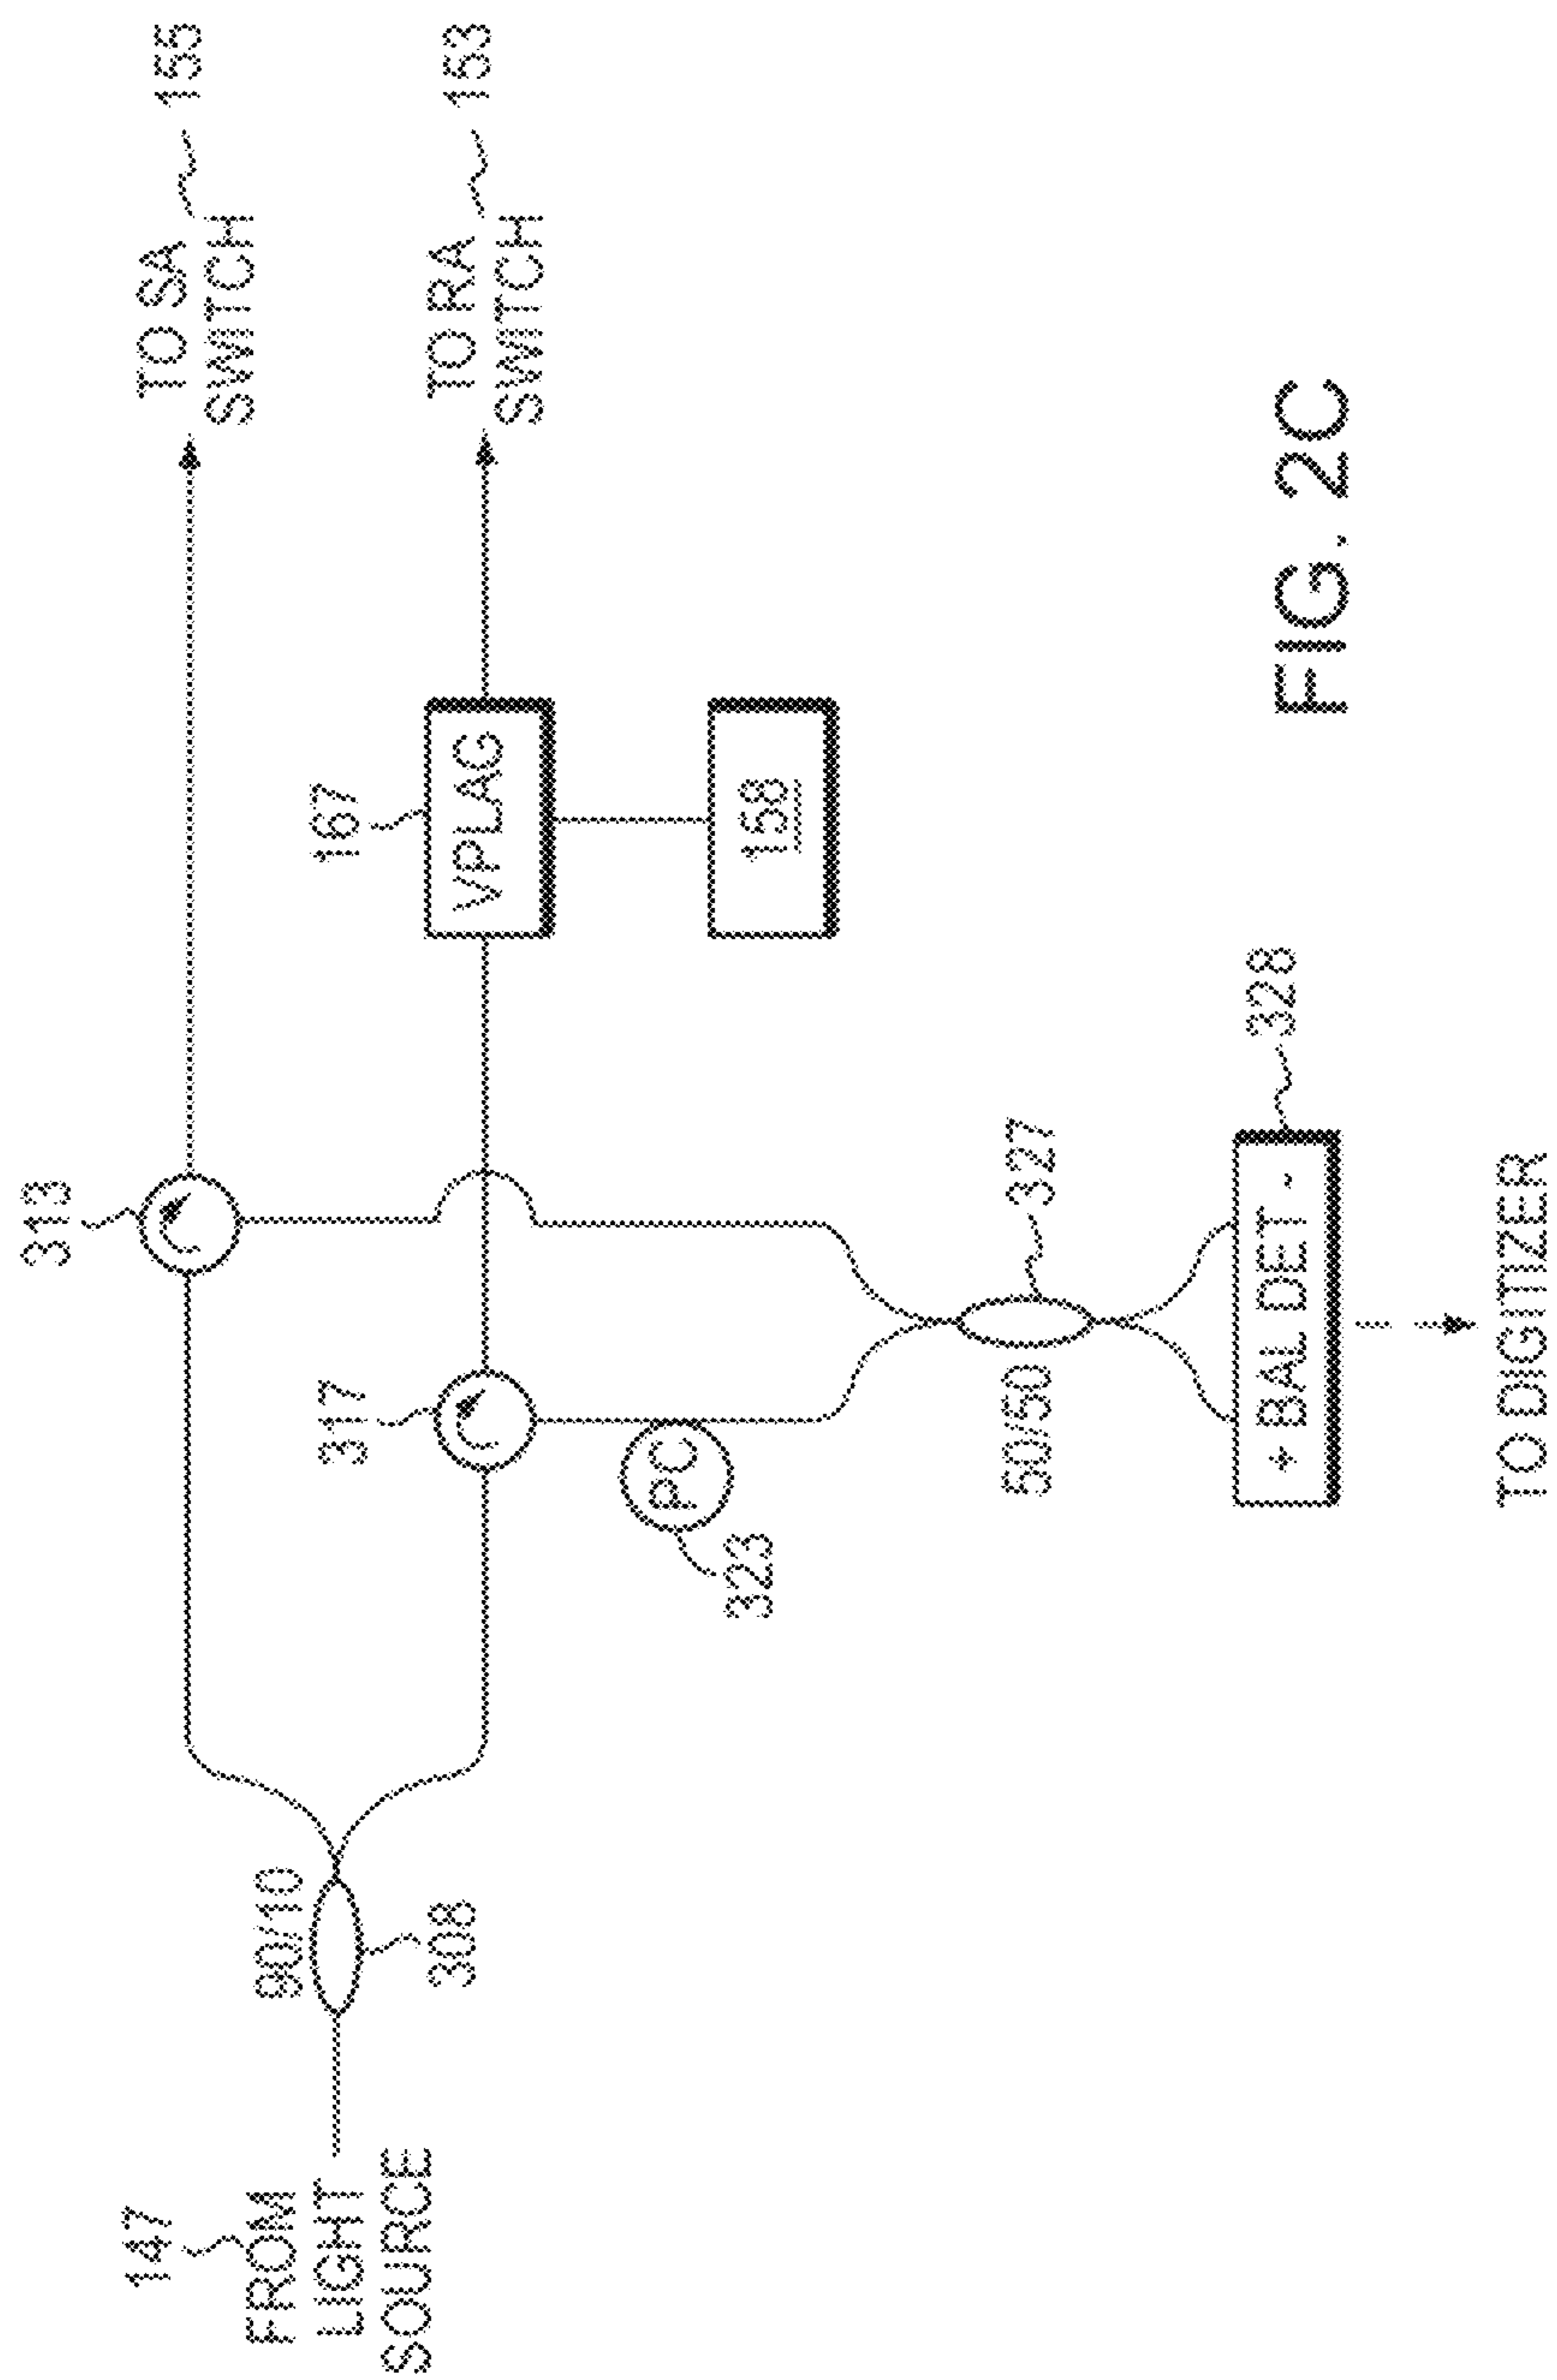 313
155
TO SA
SWITCH
147
FROM
LIGHT
SOURCE
90/10
308
317
167
VPLAG
TO RA
SWITCH
153
PC
323
158
50/50
327
+ BAL DET -
328
TO DIGITIZER
FIG. 2C